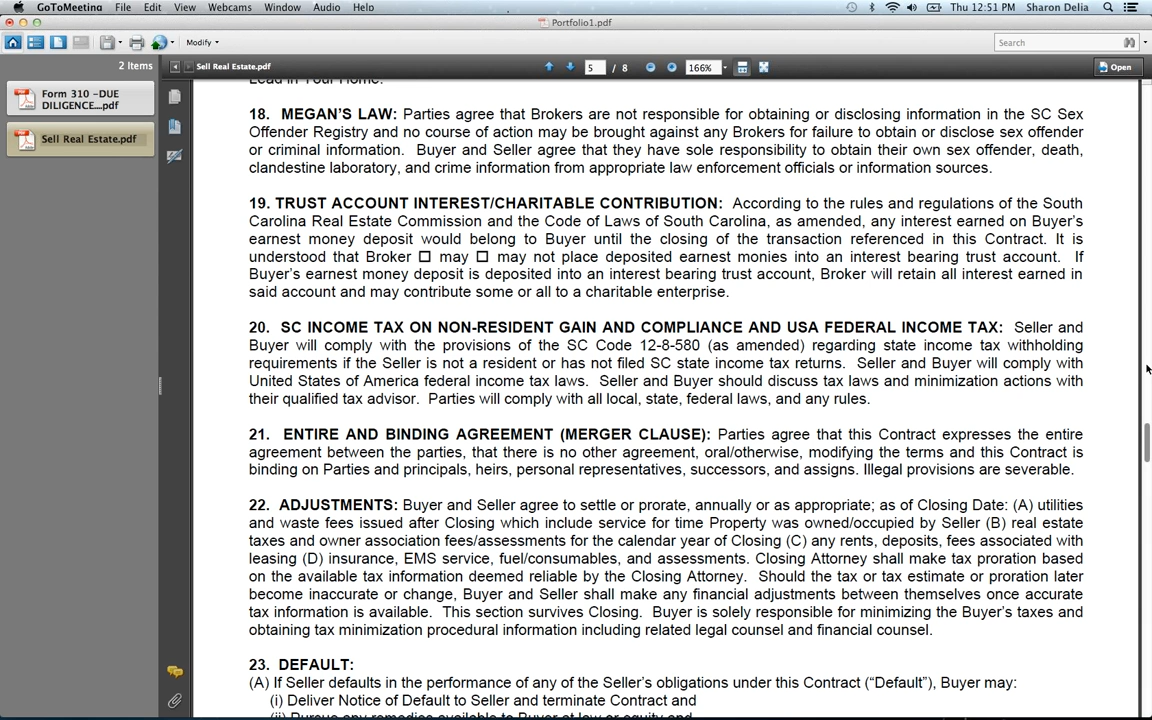 GoToMeeting File Edit View Webcams Window Audio Help
Thu 12:51 PM Sharon Delia
Portfolio1.pdf
Modify
Search
2 Items
Sell Real Estate.pdf
5 / 8
166%
Open
Form 310 -DUE
DILIGENCE....pdf
Sell Real Estate.pdf
Lead in Your Home.
18. MEGAN'S LAW: Parties agree that Brokers are not responsible for obtaining or disclosing information in the SC Sex
Offender Registry and no course of action may be brought against any Brokers for failure to obtain or disclose sex offender
or criminal information. Buyer and Seller agree that they have sole responsibility to obtain their own sex offender, death,
clandestine laboratory, and crime information from appropriate law enforcement officials or information sources.
19. TRUST ACCOUNT INTEREST/CHARITABLE CONTRIBUTION: According to the rules and regulations of the South
Carolina Real Estate Commission and the Code of Laws of South Carolina, as amended, any interest earned on Buyer's
earnest money deposit would belong to Buyer until the closing of the transaction referenced in this Contract. It is
understood that Broker ☐ may ☐ may not place deposited earnest monies into an interest bearing trust account. If
Buyer's earnest money deposit is deposited into an interest bearing trust account, Broker will retain all interest earned in
said account and may contribute some or all to a charitable enterprise.
20. SC INCOME TAX ON NON-RESIDENT GAIN AND COMPLIANCE AND USA FEDERAL INCOME TAX: Seller and
Buyer will comply with the provisions of the SC Code 12-8-580 (as amended) regarding state income tax withholding
requirements if the Seller is not a resident or has not filed SC state income tax returns. Seller and Buyer will comply with
United States of America federal income tax laws. Seller and Buyer should discuss tax laws and minimization actions with
their qualified tax advisor. Parties will comply with all local, state, federal laws, and any rules.
21. ENTIRE AND BINDING AGREEMENT (MERGER CLAUSE): Parties agree that this Contract expresses the entire
agreement between the parties, that there is no other agreement, oral/otherwise, modifying the terms and this Contract is
binding on Parties and principals, heirs, personal representatives, successors, and assigns. Illegal provisions are severable.
22. ADJUSTMENTS: Buyer and Seller agree to settle or prorate, annually or as appropriate; as of Closing Date: (A) utilities
and waste fees issued after Closing which include service for time Property was owned/occupied by Seller (B) real estate
taxes and owner association fees/assessments for the calendar year of Closing (C) any rents, deposits, fees associated with
leasing (D) insurance, EMS service, fuel/consumables, and assessments. Closing Attorney shall make tax proration based
on the available tax information deemed reliable by the Closing Attorney. Should the tax or tax estimate or proration later
become inaccurate or change, Buyer and Seller shall make any financial adjustments between themselves once accurate
tax information is available. This section survives Closing. Buyer is solely responsible for minimizing the Buyer's taxes and
obtaining tax minimization procedural information including related legal counsel and financial counsel.
23. DEFAULT:
(A) If Seller defaults in the performance of any of the Seller's obligations under this Contract ("Default"), Buyer may:
(i) Deliver Notice of Default to Seller and terminate Contract and
(ii) Pursue any remedies available to Buyer at law or equity and